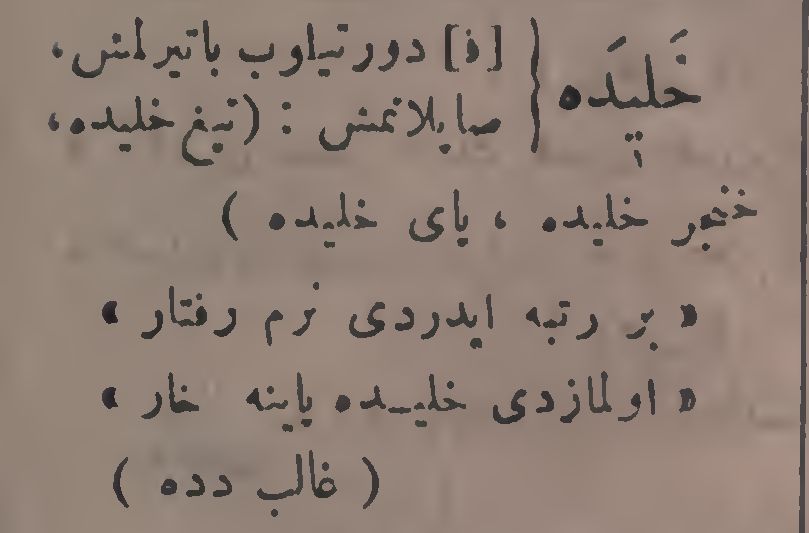 خَلیدَه { [ف] دورتیلوب باتیرلمش،
صاپلانمش : (تیغ خلیده،
خنجر خلیده ، پای خلیده )
« بر رتبه ایدردی نرم رفتار »
« اولمازدی خلیده پاینه خار »
( غالب دده )